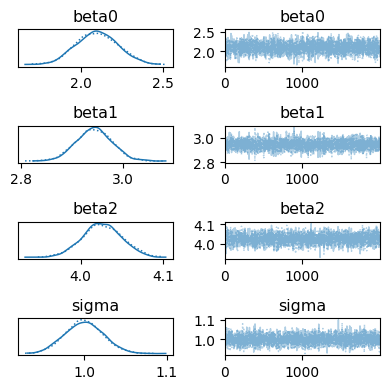 beta0 beta0
2.5
2.0
2.0 2.5 0 1000
beta1 beta1
3.0
2.8
2.8 3.0 0 1000
beta2 beta2
4.1
4.0
4.0 4.1 0 1000
sigma sigma
1.1
1.0
1.0 1.1 0 1000